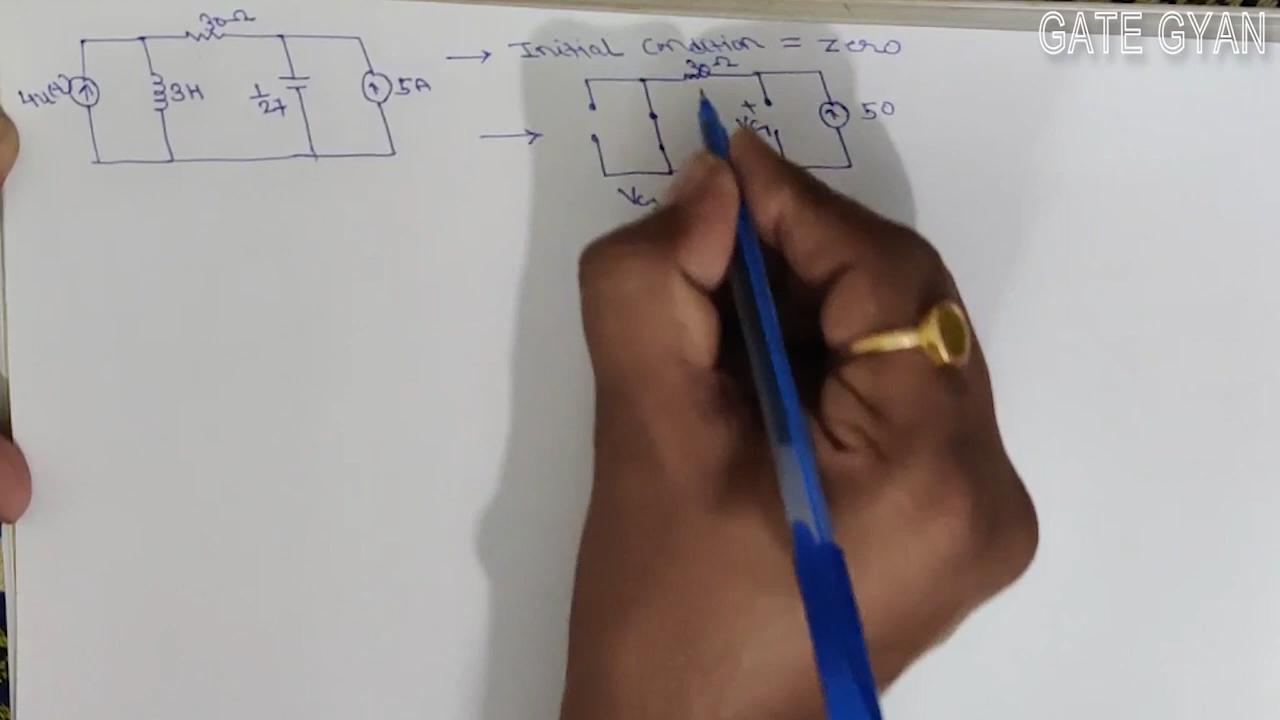 GATE GYAN
30Ω
4u(t)
3H
1/27
5A
→ Initial Condition = Zero
30Ω
→
+
50